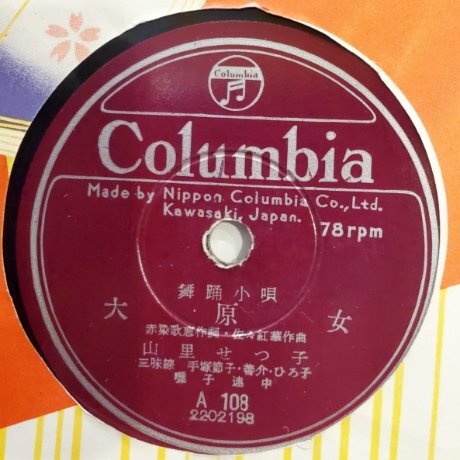 Columbia
Columbia
Made by Nippon Columbia Co., Ltd.
Kawasaki, Japan.
78rpm
舞踊小唄
大原女
赤染歌恵作詞・佐々紅華作曲
山里せつ子
三味線 手塚節子・善介・ひろ子
囃子連中
A 108
2202198